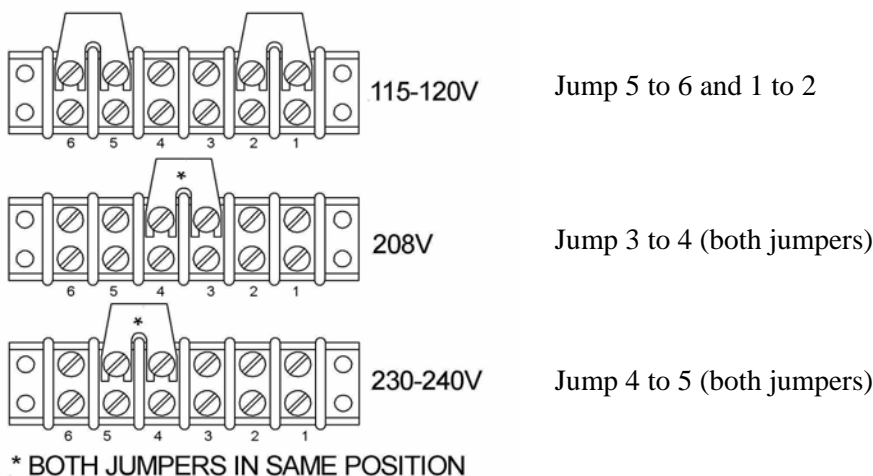 115-120V Jump 5 to 6 and 1 to 2
6 5 4 3 2 1
*
208V Jump 3 to 4 (both jumpers)
6 5 4 3 2 1
*
230-240V Jump 4 to 5 (both jumpers)
6 5 4 3 2 1
* BOTH JUMPERS IN SAME POSITION